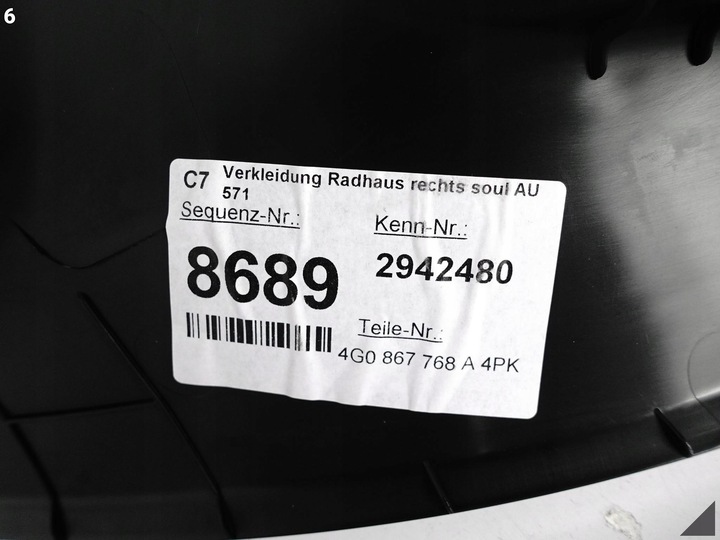 6
C7 Verkleidung Radhaus rechts soul AU
571
Sequenz-Nr.:
Kenn-Nr.:
8689
2942480
Teile-Nr.:
4G0 867 768 A 4PK